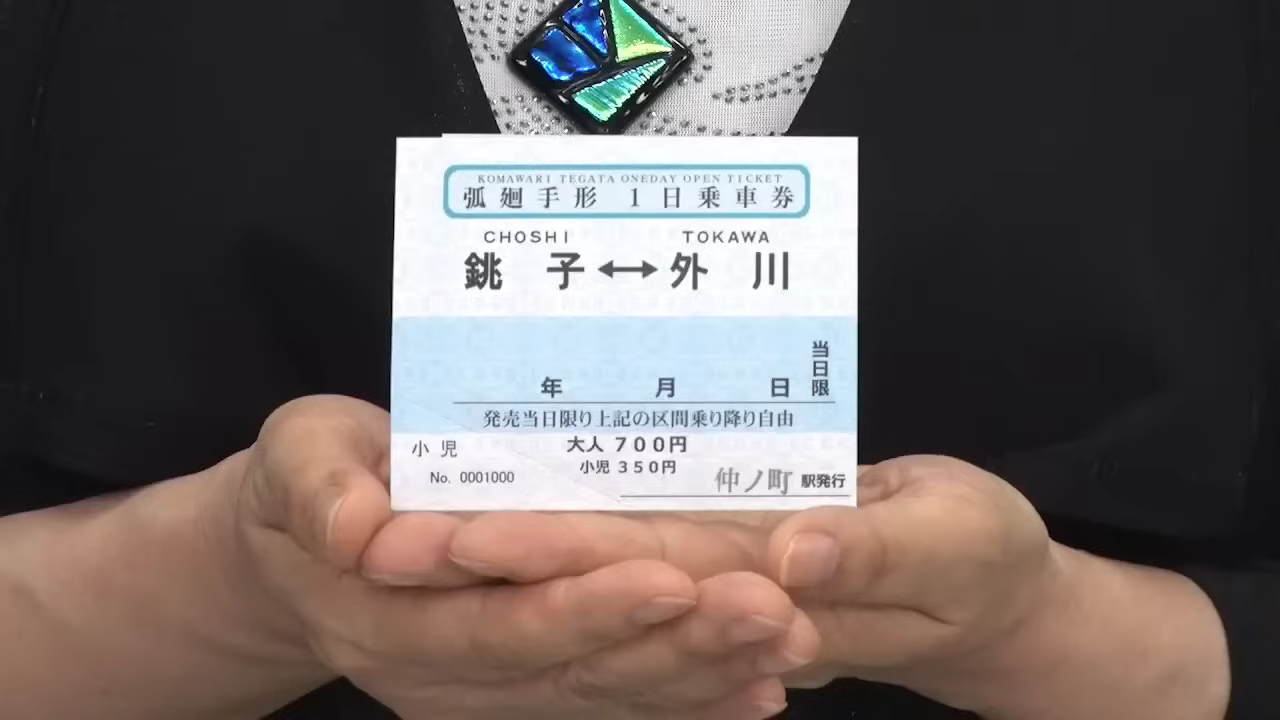 KOMAWARI TEGATA ONEDAY OPEN TICKET
弧廻手形 1日乗車券
CHOSHI TOKAWA
銚子↔外川
当日限
年 月 日
発売当日限り上記の区間乗り降り自由
小児
大人 700円
小児 350円
No. 0001000
仲ノ町 駅発行